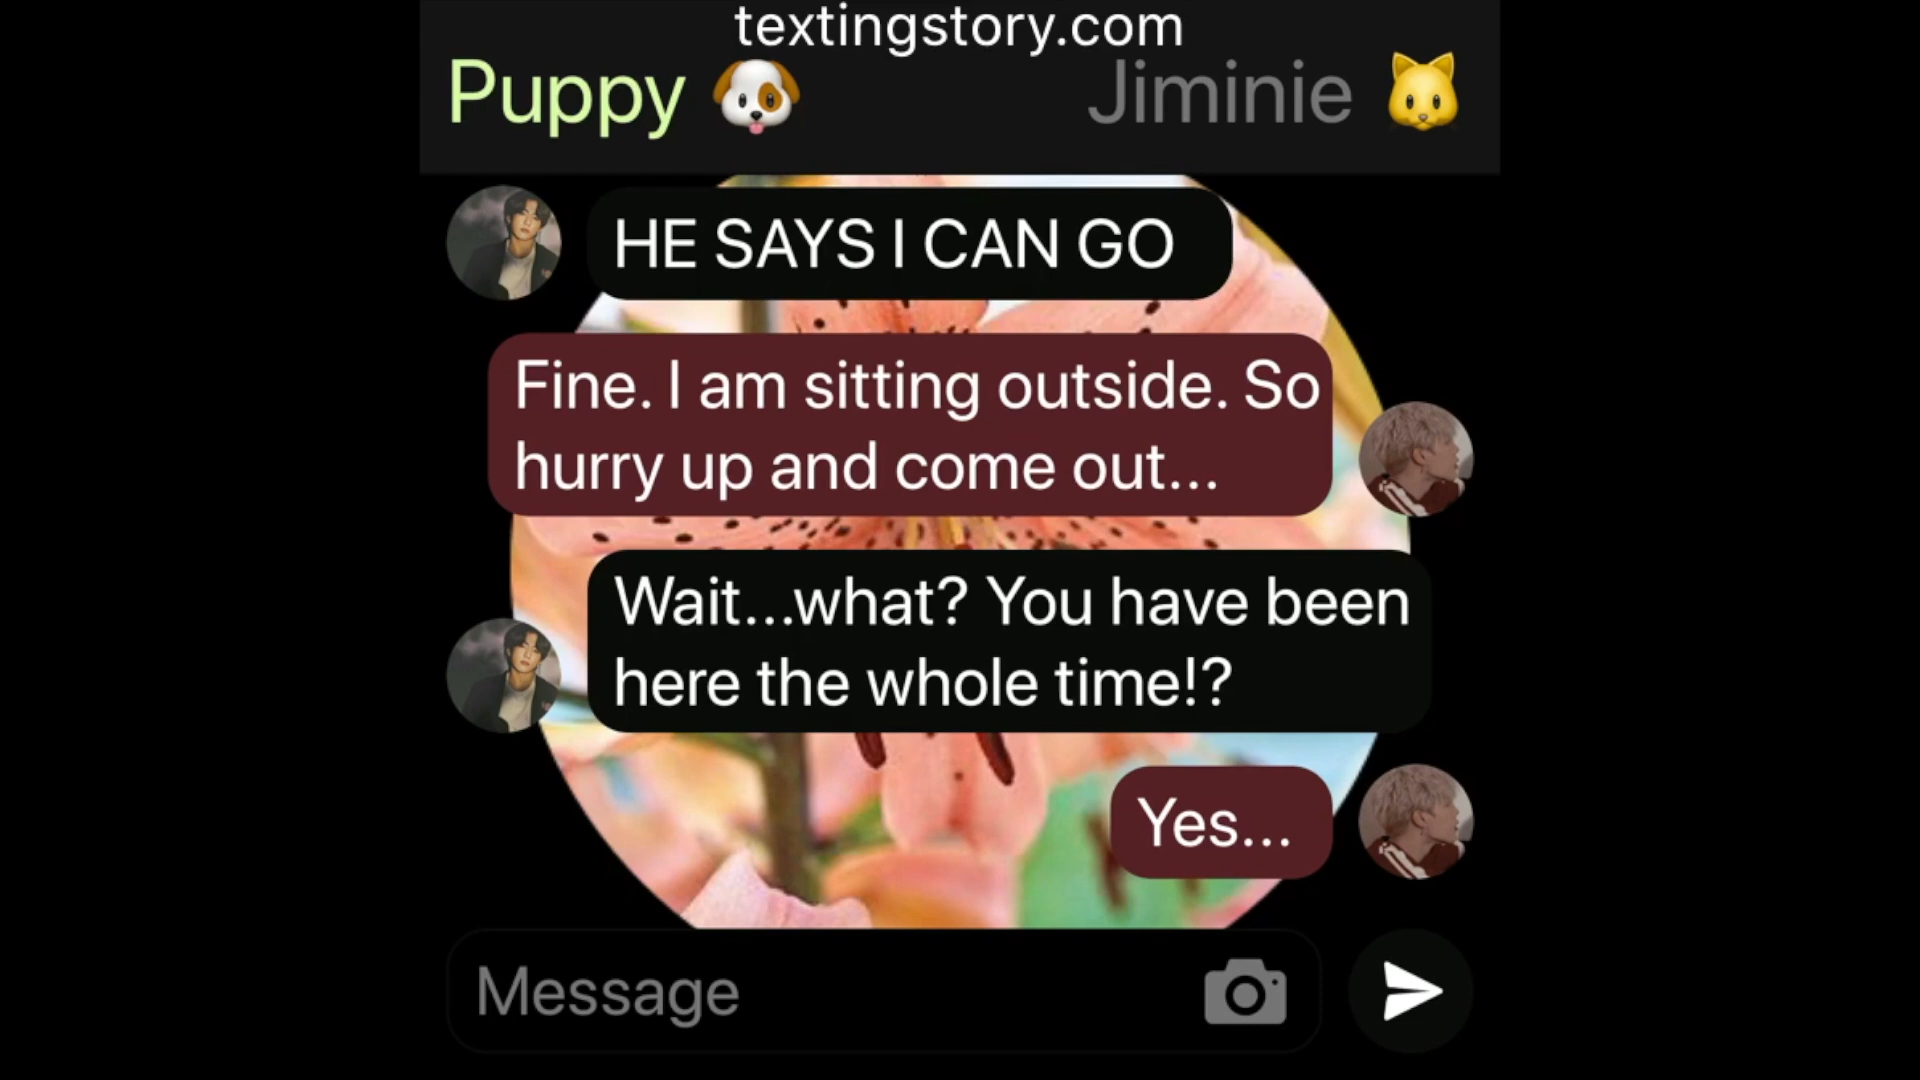 textingstory.com
Puppy 🐶 Jiminie 🐱
HE SAYS I CAN GO
Fine. I am sitting outside. So
hurry up and come out...
Wait...what? You have been
here the whole time!?
Yes...
Message